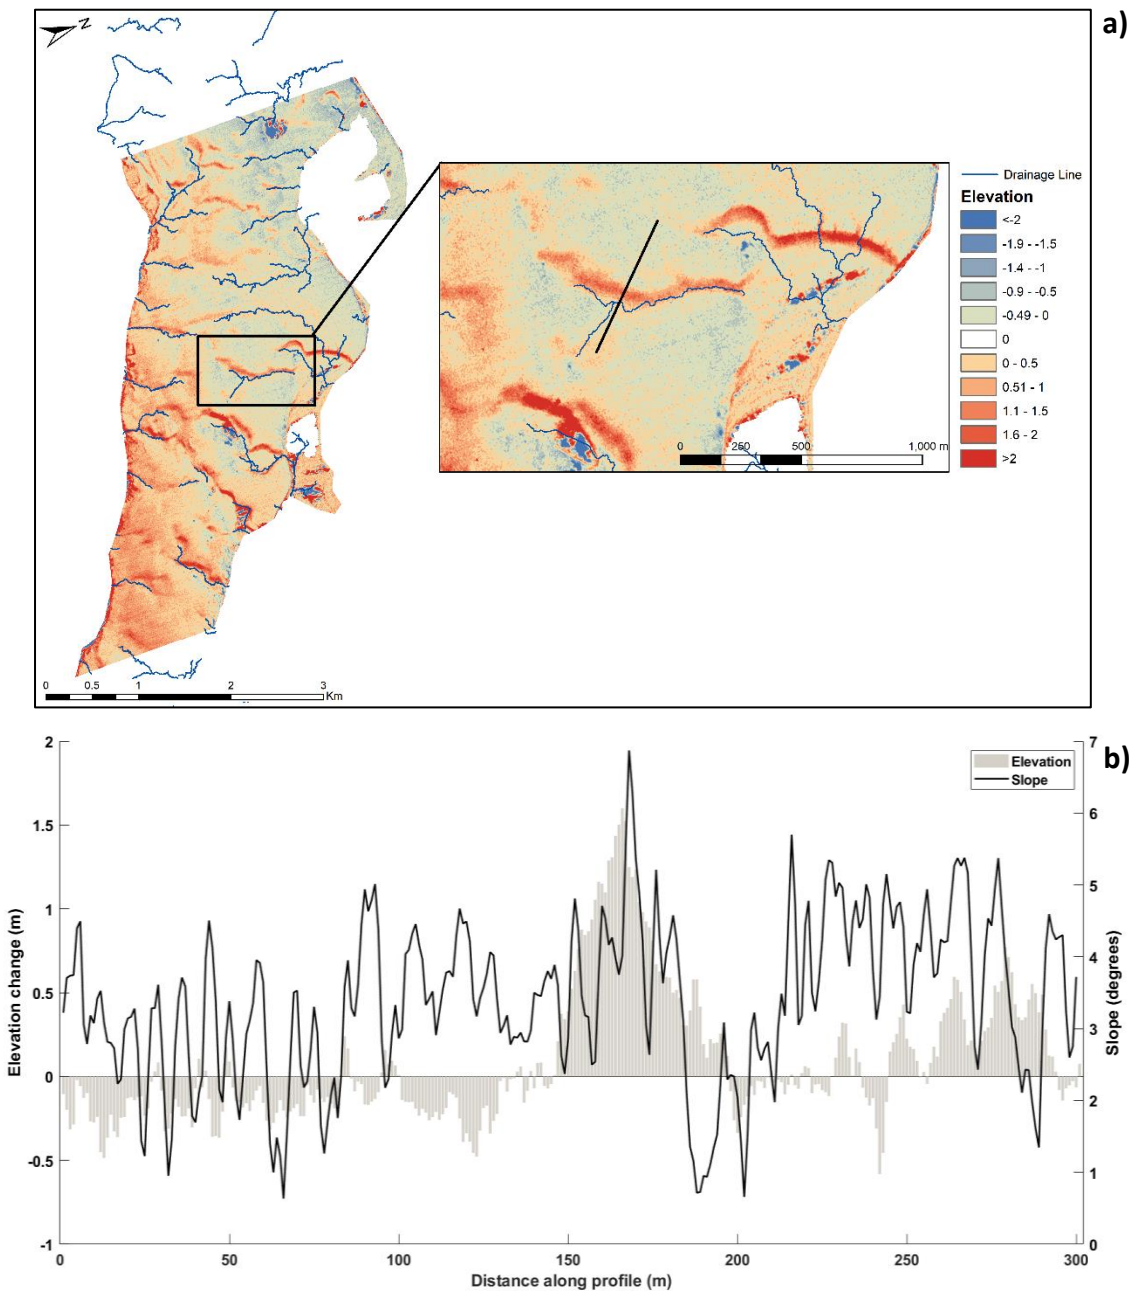 a)
Z
Drainage Line
Elevation
<-2
-1.9 - -1.5
-1.4 - -1
-0.9 - -0.5
-0.49 - 0
0
0 - 0.5
0.51 - 1
1.1 - 1.5
1.6 - 2
>2
0 250 500 1,000 m
0 0.5 1 2 3
Km
b)
Elevation
Slope
2
1.5
1
0.5
0
-0.5
-1
Elevation change (m)
7
6
5
4
3
2
1
0
Slope (degrees)
0 50 100 150 200 250 300
Distance along profile (m)